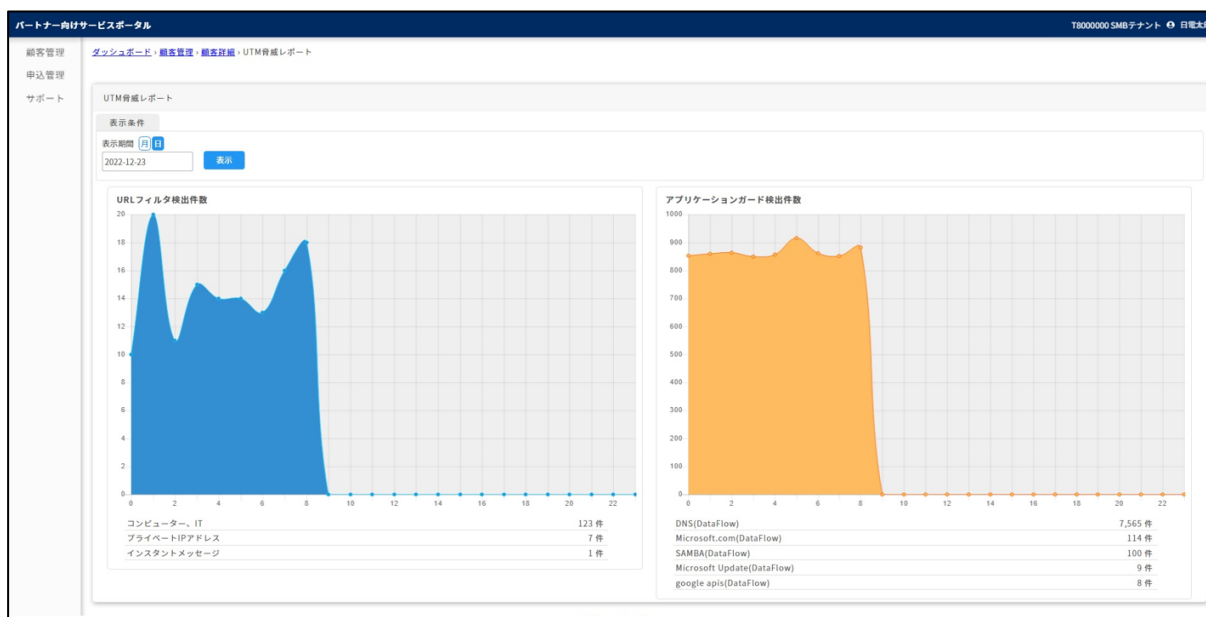 パートナー向けサービスポータル
T8000000 SMBテナント 日電太郎
顧客管理
申込管理
サポート
ダッシュボード › 顧客管理 › 顧客詳細 › UTM脅威レポート
UTM脅威レポート
表示条件
表示期間 月 日
2022-12-23
表示
URLフィルタ検出件数
20
18
16
14
12
10
8
6
4
2
0
0 2 4 6 8 10 12 14 16 18 20 22
コンピューター、IT 123 件
プライベートIPアドレス 7 件
インスタントメッセージ 1 件
アプリケーションガード検出件数
1000
900
800
700
600
500
400
300
200
100
0
0 2 4 6 8 10 12 14 16 18 20 22
DNS(DataFlow) 7,565 件
Microsoft.com(DataFlow) 114 件
SAMBA(DataFlow) 100 件
Microsoft Update(DataFlow) 9 件
google apis(DataFlow) 8 件